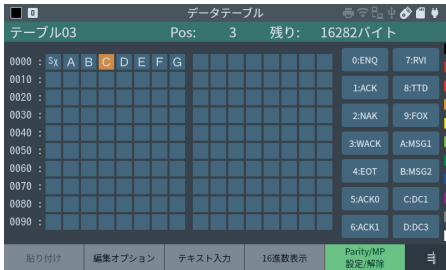 0 データテーブル
テーブル03 Pos: 3 残り: 16282バイト
0000 : SX A B C D E F G
0010 :
0020 :
0030 :
0040 :
0050 :
0060 :
0070 :
0080 :
0090 :
0:ENQ 7:RVI
1:ACK 8:TTD
2:NAK 9:FOX
3:WACK A:MSG1
4:EOT B:MSG2
5:ACK0 C:DC1
6:ACK1 D:DC3
貼り付け 編集オプション テキスト入力 16進数表示 Parity/MP
設定/解除